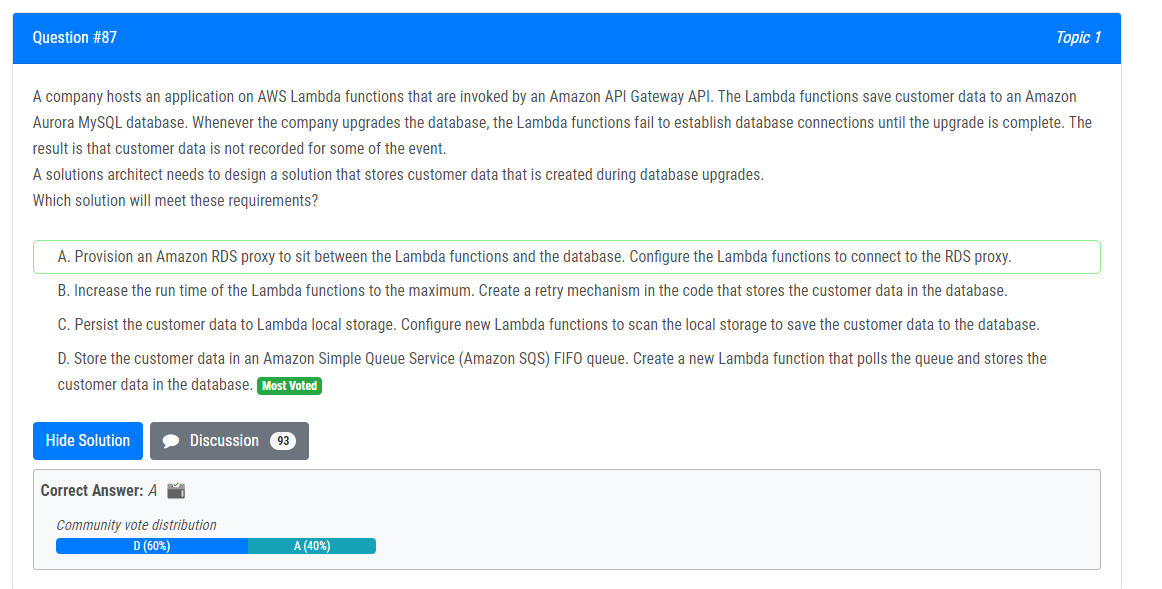 Question #87
Topic 1
A company hosts an application on AWS Lambda functions that are invoked by an Amazon API Gateway API. The Lambda functions save customer data to an Amazon
Aurora MySQL database. Whenever the company upgrades the database, the Lambda functions fail to establish database connections until the upgrade is complete. The
result is that customer data is not recorded for some of the event.
A solutions architect needs to design a solution that stores customer data that is created during database upgrades.
Which solution will meet these requirements?
A. Provision an Amazon RDS proxy to sit between the Lambda functions and the database. Configure the Lambda functions to connect to the RDS proxy.
B. Increase the run time of the Lambda functions to the maximum. Create a retry mechanism in the code that stores the customer data in the database.
C. Persist the customer data to Lambda local storage. Configure new Lambda functions to scan the local storage to save the customer data to the database.
D. Store the customer data in an Amazon Simple Queue Service (Amazon SQS) FIFO queue. Create a new Lambda function that polls the queue and stores the
customer data in the database. Most Voted
Hide Solution
Discussion 93
Correct Answer: A
Community vote distribution
D (60%)
A (40%)